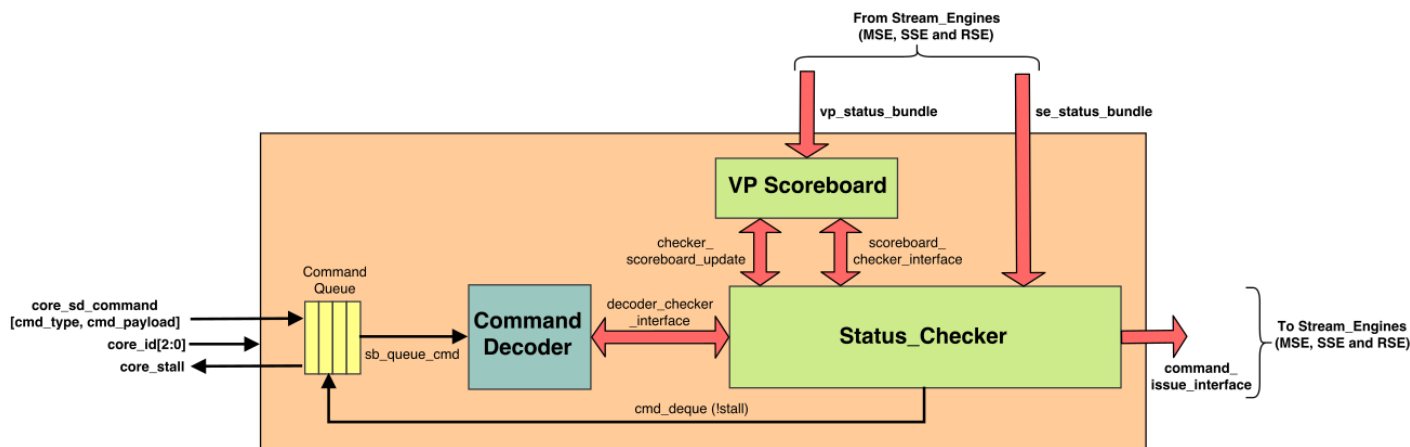 From Stream_Engines
(MSE, SSE and RSE)
vp_status_bundle
se_status_bundle
VP Scoreboard
checker_
scoreboard_update
scoreboard_
checker_interface
Command
Queue
core_sd_command
[cmd_type, cmd_payload]
core_id[2:0]
core_stall
sb_queue_cmd
Command
Decoder
decoder_checker
_interface
Status_Checker
command_
issue_interface
To Stream_Engines
(MSE, SSE and RSE)
cmd_deque (!stall)